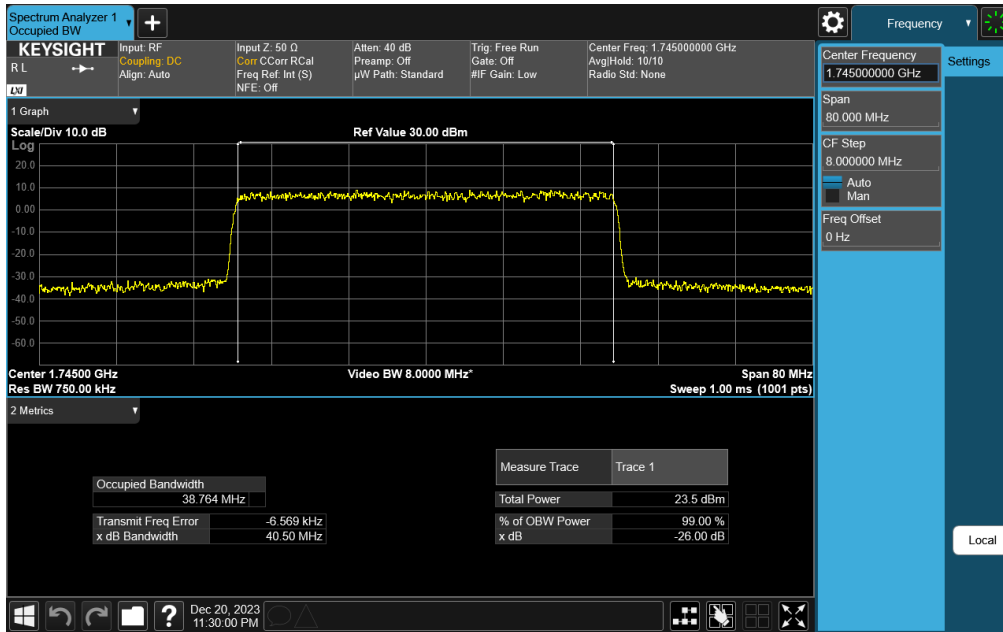 Spectrum Analyzer 1
Occupied BW
Frequency
KEYSIGHT
R L
LXI
Input: RF
Coupling: DC
Align: Auto
Input Z: 50 Ω
Corr CCorr RCal
Freq Ref: Int (S)
NFE: Off
Atten: 40 dB
Preamp: Off
µW Path: Standard
Trig: Free Run
Gate: Off
#IF Gain: Low
Center Freq: 1.745000000 GHz
Avg|Hold: 10/10
Radio Std: None
Center Frequency
1.745000000 GHz
Settings
Span
80.000 MHz
CF Step
8.000000 MHz
Auto
Man
Freq Offset
0 Hz
Local
1 Graph
Scale/Div 10.0 dB
Ref Value 30.00 dBm
Log
20.0
10.0
0.00
-10.0
-20.0
-30.0
-40.0
-50.0
-60.0
Center 1.74500 GHz
Video BW 8.0000 MHz*
Span 80 MHz
Res BW 750.00 kHz
Sweep 1.00 ms (1001 pts)
2 Metrics
Measure Trace
Trace 1
Occupied Bandwidth
38.764 MHz
Total Power
23.5 dBm
Transmit Freq Error
-6.569 kHz
% of OBW Power
99.00 %
x dB Bandwidth
40.50 MHz
x dB
-26.00 dB
?
Dec 20, 2023
11:30:00 PM